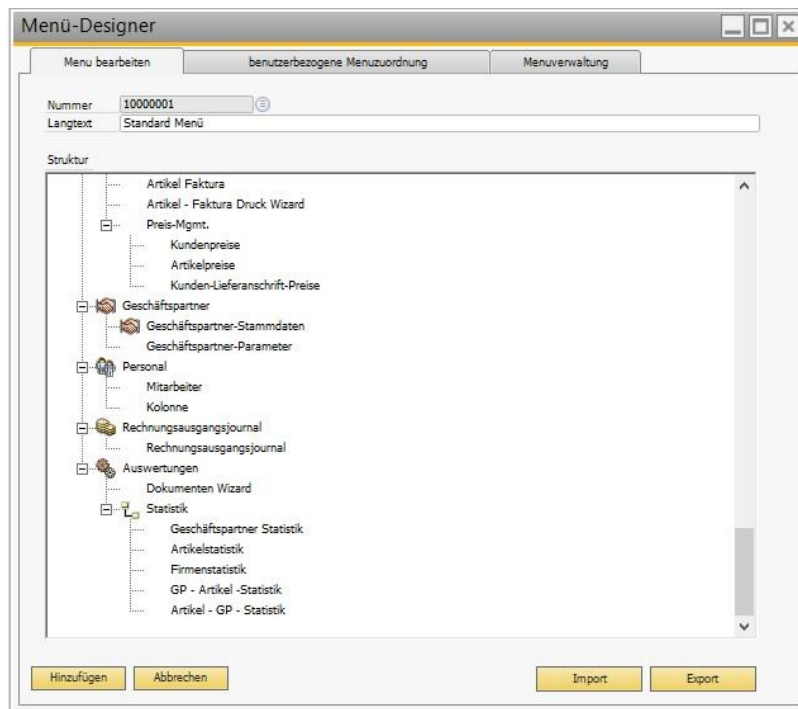 Menü-Designer
Menu bearbeiten benutzerbezogene Menuzuordnung Menuverwaltung
Nummer 10000001
Langtext Standard Menü
Struktur
Artikel Faktura
Artikel - Faktura Druck Wizard
Preis-Mgmt.
Kundenpreise
Artikelpreise
Kunden-Lieferanschrift-Preise
Geschäftspartner
Geschäftspartner-Stammdaten
Geschäftspartner-Parameter
Personal
Mitarbeiter
Kolonne
Rechnungsausgangsjournal
Rechnungsausgangsjournal
Auswertungen
Dokumenten Wizard
Statistik
Geschäftspartner Statistik
Artikelstatistik
Firmenstatistik
GP - Artikel -Statistik
Artikel - GP - Statistik
Hinzufügen Abbrechen Import Export